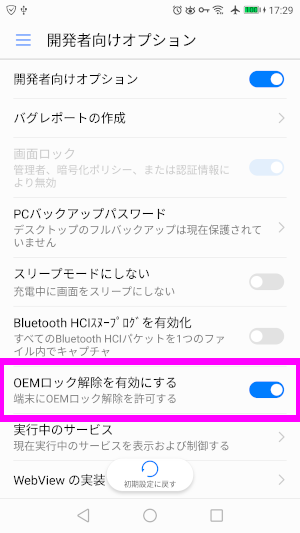 17:29
開発者向けオプション
開発者向けオプション
バグレポートの作成
画面ロック
管理者、暗号化ポリシー、または認証情報に
より無効
PCバックアップパスワード
デスクトップのフルバックアップは現在保護されて
いません
スリープモードにしない
充電中に画面をスリープにしない
Bluetooth HCIｽﾇｰﾌﾟﾛｸﾞを有効化
すべてのBluetooth HCIパケットを1つのファ
イル内でキャプチャ
OEMロック解除を有効にする
端末にOEMロック解除を許可する
実行中のサービス
現在実行中のサービスを表示および制御する
WebView の実装
初期設定に戻す